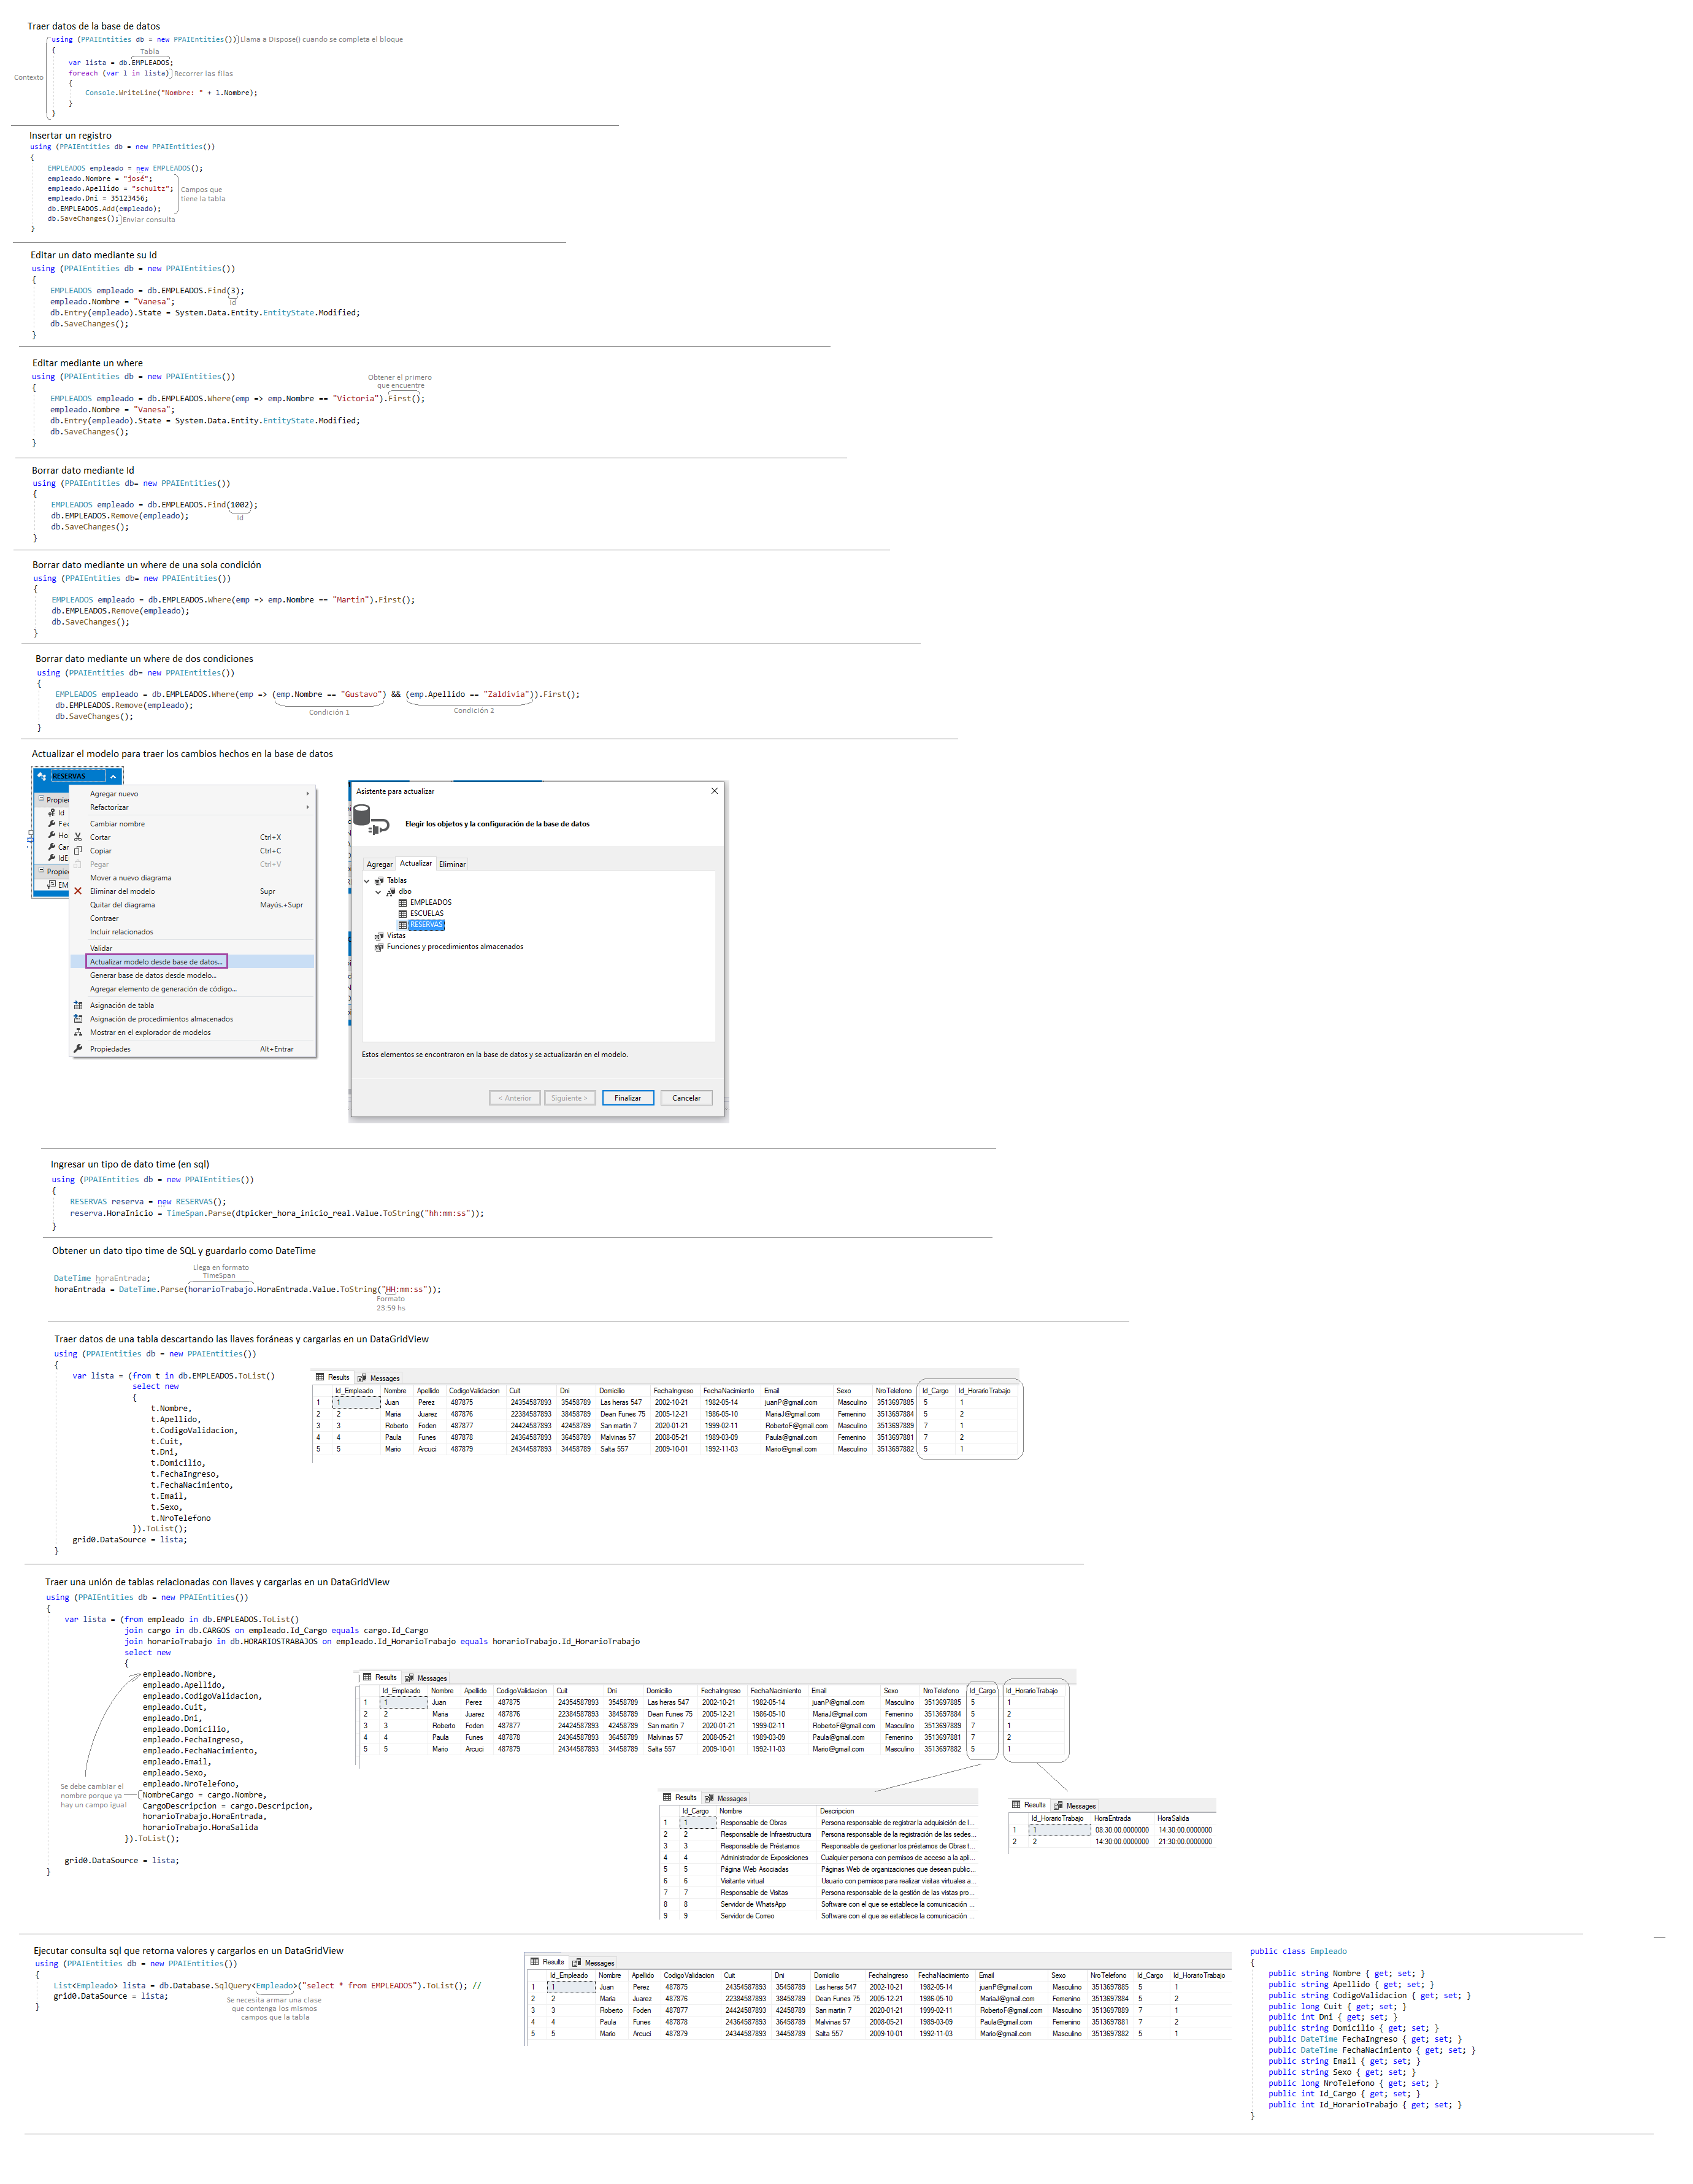 Traer datos de la base de datos
using (PPAIEntities db = new PPAIEntities()) Llama a Dispose() cuando se completa el bloque
{
Tabla
var lista = db.EMPLEADOS;
foreach (var l in lista) Recorrer las filas
Contexto
{
Console.WriteLine("Nombre: " + l.Nombre);
}
}
Insertar un registro
using (PPAIEntities db = new PPAIEntities())
{
EMPLEADOS empleado = new EMPLEADOS();
empleado.Nombre = "josé";
empleado.Apellido = "schultz";
empleado.Dni = 35123456;
db.EMPLEADOS.Add(empleado);
Campos que
tiene la tabla
db.SaveChanges(); Enviar consulta
}
Editar un dato mediante su Id
using (PPAIEntities db = new PPAIEntities())
{
EMPLEADOS empleado = db.EMPLEADOS.Find(3);
Id
empleado.Nombre = "Vanesa";
db.Entry(empleado).State = System.Data.Entity.EntityState.Modified;
db.SaveChanges();
}
Editar mediante un where
using (PPAIEntities db = new PPAIEntities())
Obtener el primero
que encuentre
{
EMPLEADOS empleado = db.EMPLEADOS.Where(emp => emp.Nombre == "Victoria").First();
empleado.Nombre = "Vanesa";
db.Entry(empleado).State = System.Data.Entity.EntityState.Modified;
db.SaveChanges();
}
Borrar dato mediante Id
using (PPAIEntities db= new PPAIEntities())
{
EMPLEADOS empleado = db.EMPLEADOS.Find(1002);
Id
db.EMPLEADOS.Remove(empleado);
db.SaveChanges();
}
Borrar dato mediante un where de una sola condición
using (PPAIEntities db= new PPAIEntities())
{
EMPLEADOS empleado = db.EMPLEADOS.Where(emp => emp.Nombre == "Martin").First();
db.EMPLEADOS.Remove(empleado);
db.SaveChanges();
}
Borrar dato mediante un where de dos condiciones
using (PPAIEntities db= new PPAIEntities())
{
EMPLEADOS empleado = db.EMPLEADOS.Where(emp => (emp.Nombre == "Gustavo") && (emp.Apellido == "Zaldivia")).First();
Condición 1 Condición 2
db.EMPLEADOS.Remove(empleado);
db.SaveChanges();
}
Actualizar el modelo para traer los cambios hechos en la base de datos
RESERVAS
Propie
Id
Fe
Ho
Car
IdE
Propie
EM
Agregar nuevo
Refactorizar
Cambiar nombre
Cortar Ctrl+X
Copiar Ctrl+C
Pegar Ctrl+V
Mover a nuevo diagrama
Eliminar del modelo Supr
Quitar del diagrama Mayús.+Supr
Contraer
Incluir relacionados
Validar
Actualizar modelo desde base de datos...
Generar base de datos desde modelo...
Agregar elemento de generación de código...
Asignación de tabla
Asignación de procedimientos almacenados
Mostrar en el explorador de modelos
Propiedades Alt+Entrar
Asistente para actualizar
Elegir los objetos y la configuración de la base de datos
Agregar Actualizar Eliminar
Tablas
dbo
EMPLEADOS
ESCUELAS
RESERVAS
Vistas
Funciones y procedimientos almacenados
Estos elementos se encontraron en la base de datos y se actualizarán en el modelo.
< Anterior Siguiente > Finalizar Cancelar
Ingresar un tipo de dato time (en sql)
using (PPAIEntities db = new PPAIEntities())
{
RESERVAS reserva = new RESERVAS();
reserva.HoraInicio = TimeSpan.Parse(dtpicker_hora_inicio_real.Value.ToString("hh:mm:ss"));
}
Obtener un dato tipo time de SQL y guardarlo como DateTime
Llega en formato
TimeSpan
DateTime horaEntrada;
horaEntrada = DateTime.Parse(horarioTrabajo.HoraEntrada.Value.ToString("HH:mm:ss"));
Formato
23:59 hs
Traer datos de una tabla descartando las llaves foráneas y cargarlas en un DataGridView
using (PPAIEntities db = new PPAIEntities())
{
var lista = (from t in db.EMPLEADOS.ToList()
select new
{
t.Nombre,
t.Apellido,
t.CodigoValidacion,
t.Cuit,
t.Dni,
t.Domicilio,
t.FechaIngreso,
t.FechaNacimiento,
t.Email,
t.Sexo,
t.NroTelefono
}).ToList();
grid0.DataSource = lista;
}
Results Messages
Id_Empleado Nombre Apellido CodigoValidacion Cuit Dni Domicilio FechaIngreso FechaNacimiento Email Sexo NroTelefono Id_Cargo Id_HorarioTrabajo
1 1 Juan Perez 487875 24354587893 35458789 Las heras 547 2002-10-21 1982-05-14 juanP@gmail.com Masculino 3513697885 5 1
2 2 Maria Juarez 487876 22384587893 38458789 Dean Funes 75 2005-12-21 1986-05-10 MariaJ@gmail.com Femenino 3513697884 5 2
3 3 Roberto Foden 487877 24424587893 42458789 San martin 7 2020-01-21 1999-02-11 RobertoF@gmail.com Masculino 3513697889 7 1
4 4 Paula Funes 487878 24364587893 36458789 Malvinas 57 2008-05-21 1989-03-09 Paula@gmail.com Femenino 3513697881 7 2
5 5 Mario Arcuci 487879 24344587893 34458789 Salta 557 2009-10-01 1992-11-03 Mario@gmail.com Masculino 3513697882 5 1
Traer una unión de tablas relacionadas con llaves y cargarlas en un DataGridView
using (PPAIEntities db = new PPAIEntities())
{
var lista = (from empleado in db.EMPLEADOS.ToList()
join cargo in db.CARGOS on empleado.Id_Cargo equals cargo.Id_Cargo
join horarioTrabajo in db.HORARIOSTRABAJOS on empleado.Id_HorarioTrabajo equals horarioTrabajo.Id_HorarioTrabajo
select new
{
empleado.Nombre,
empleado.Apellido,
empleado.CodigoValidacion,
empleado.Cuit,
empleado.Dni,
empleado.Domicilio,
empleado.FechaIngreso,
empleado.FechaNacimiento,
empleado.Email,
empleado.Sexo,
empleado.NroTelefono,
NombreCargo = cargo.Nombre,
CargoDescripcion = cargo.Descripcion,
horarioTrabajo.HoraEntrada,
horarioTrabajo.HoraSalida
}).ToList();
Se debe cambiar el
nombre porque ya
hay un campo igual
grid0.DataSource = lista;
}
Results Messages
Id_Empleado Nombre Apellido CodigoValidacion Cuit Dni Domicilio FechaIngreso FechaNacimiento Email Sexo NroTelefono Id_Cargo Id_HorarioTrabajo
1 1 Juan Perez 487875 24354587893 35458789 Las heras 547 2002-10-21 1982-05-14 juanP@gmail.com Masculino 3513697885 5 1
2 2 Maria Juarez 487876 22384587893 38458789 Dean Funes 75 2005-12-21 1986-05-10 MariaJ@gmail.com Femenino 3513697884 5 2
3 3 Roberto Foden 487877 24424587893 42458789 San martin 7 2020-01-21 1999-02-11 RobertoF@gmail.com Masculino 3513697889 7 1
4 4 Paula Funes 487878 24364587893 36458789 Malvinas 57 2008-05-21 1989-03-09 Paula@gmail.com Femenino 3513697881 7 2
5 5 Mario Arcuci 487879 24344587893 34458789 Salta 557 2009-10-01 1992-11-03 Mario@gmail.com Masculino 3513697882 5 1
Results Messages
Id_Cargo Nombre Descripcion
1 1 Responsable de Obras Persona responsable de registrar la adquisición de l...
2 2 Responsable de Infraestructura Persona responsable de la registración de las sedes...
3 3 Responsable de Préstamos Responsable de gestionar los préstamos de Obras t...
4 4 Administrador de Exposiciones Cualquier persona con permisos de acceso a la apli...
5 5 Página Web Asociadas Páginas Web de organizaciones que desean public...
6 6 Visitante virtual Usuario con permisos para realizar visitas virtuales a...
7 7 Responsable de Visitas Persona responsable de la gestión de las vistas pro...
8 8 Servidor de WhatsApp Software con el que se establece la comunicación ...
9 9 Servidor de Correo Software con el que se establece la comunicación ...
Results Messages
Id_HorarioTrabajo HoraEntrada HoraSalida
1 1 08:30:00.0000000 14:30:00.0000000
2 2 14:30:00.0000000 21:30:00.0000000
Ejecutar consulta sql que retorna valores y cargarlos en un DataGridView
using (PPAIEntities db = new PPAIEntities())
{
List<Empleado> lista = db.Database.SqlQuery<Empleado>("select * from EMPLEADOS").ToList(); //
grid0.DataSource = lista;
}
Se necesita armar una clase
que contenga los mismos
campos que la tabla
Results Messages
Id_Empleado Nombre Apellido CodigoValidacion Cuit Dni Domicilio FechaIngreso FechaNacimiento Email Sexo NroTelefono Id_Cargo Id_HorarioTrabajo
1 1 Juan Perez 487875 24354587893 35458789 Las heras 547 2002-10-21 1982-05-14 juanP@gmail.com Masculino 3513697885 5 1
2 2 Maria Juarez 487876 22384587893 38458789 Dean Funes 75 2005-12-21 1986-05-10 MariaJ@gmail.com Femenino 3513697884 5 2
3 3 Roberto Foden 487877 24424587893 42458789 San martin 7 2020-01-21 1999-02-11 RobertoF@gmail.com Masculino 3513697889 7 1
4 4 Paula Funes 487878 24364587893 36458789 Malvinas 57 2008-05-21 1989-03-09 Paula@gmail.com Femenino 3513697881 7 2
5 5 Mario Arcuci 487879 24344587893 34458789 Salta 557 2009-10-01 1992-11-03 Mario@gmail.com Masculino 3513697882 5 1
public class Empleado
{
public string Nombre { get; set; }
public string Apellido { get; set; }
public string CodigoValidacion { get; set; }
public long Cuit { get; set; }
public int Dni { get; set; }
public string Domicilio { get; set; }
public DateTime FechaIngreso { get; set; }
public DateTime FechaNacimiento { get; set; }
public string Email { get; set; }
public string Sexo { get; set; }
public long NroTelefono { get; set; }
public int Id_Cargo { get; set; }
public int Id_HorarioTrabajo { get; set; }
}